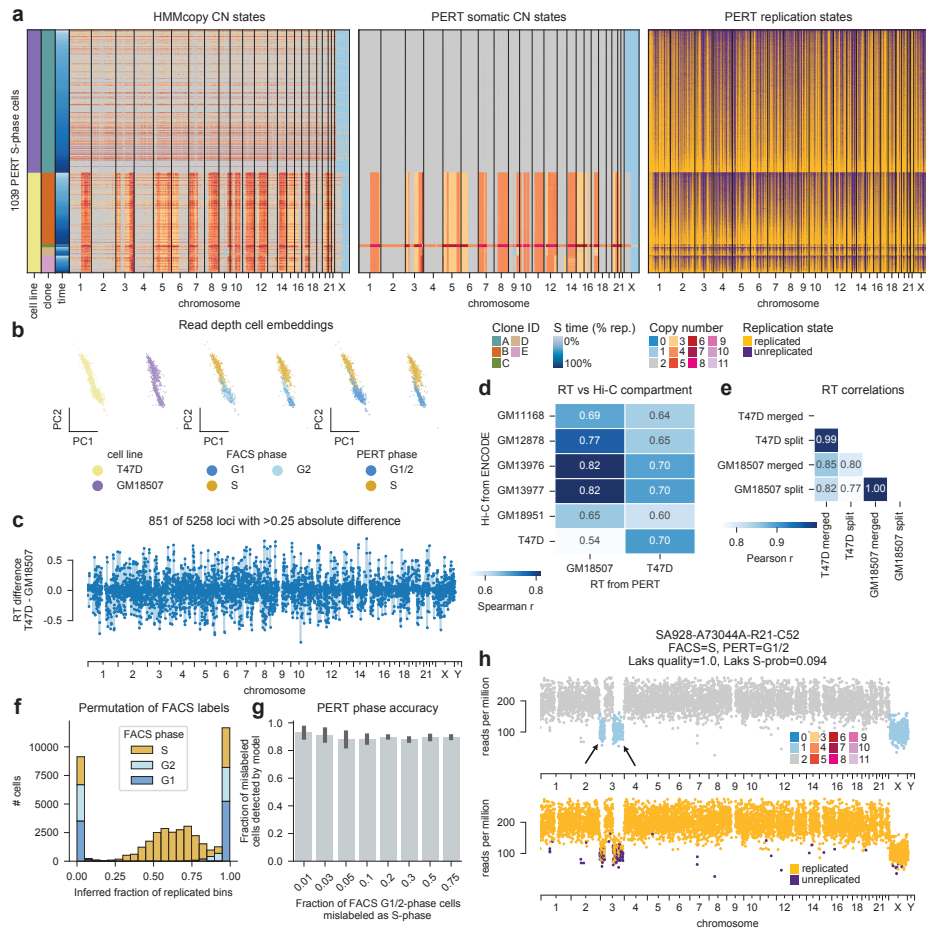 a
HMMcopy CN states
PERT somatic CN states
PERT replication states
1039 PERT S-phase cells
1 2 3 4 5 6 7 8 9 10 12 14 16 18 21 X
1 2 3 4 5 6 7 8 9 10 12 14 16 18 21 X
1 2 3 4 5 6 7 8 9 10 12 14 16 18 21 X
cell line
clone
time
chromosome
chromosome
chromosome
b
Read depth cell embeddings
PC2
PC1
PC2
PC1
PC2
PC1
cell line
T47D
GM18507
FACS phase
G1
G2
S
PERT phase
G1/2
S
Clone ID
A D
B E
C
S time (% rep.)
0%
100%
Copy number
0 3 6 9
1 4 7 10
2 5 8 11
Replication state
replicated
unreplicated
c
851 of 5258 loci with >0.25 absolute difference
RT difference
T47D - GM18507
0.5
0.0
-0.5
1 2 3 4 5 6 7 8 9 10 12 14 16 18 21 X Y
chromosome
d
RT vs Hi-C compartment
Hi-C from ENCODE
GM11168 0.69 0.64
GM12878 0.77 0.65
GM13976 0.82 0.70
GM13977 0.82 0.70
GM18951 0.65 0.60
T47D 0.54 0.70
GM18507 T47D
RT from PERT
0.6 0.8
Spearman r
e
RT correlations
T47D merged
T47D split 0.99
GM18507 merged 0.85 0.80
GM18507 split 0.82 0.77 1.00
T47D merged
T47D split
GM18507 merged
GM18507 split
0.8 0.9
Pearson r
f
Permutation of FACS labels
FACS phase
S
G2
G1
# cells
10000
7500
5000
2500
0
0.00 0.25 0.50 0.75 1.00
Inferred fraction of replicated bins
g
PERT phase accuracy
Fraction of mislabeled
cells detected by model
1.0
0.8
0.6
0.4
0.2
0.0
0.01 0.03 0.05 0.1 0.2 0.3 0.5 0.75
Fraction of FACS G1/2-phase cells
mislabeled as S-phase
h
SA928-A73044A-R21-C52
FACS=S, PERT=G1/2
Laks quality=1.0, Laks S-prob=0.094
reads per million
200
100
0 3 6 9
1 4 7 10
2 5 8 11
1 2 3 4 5 6 7 8 9 10 12 14 16 18 21 X Y
reads per million
200
100
replicated
unreplicated
1 2 3 4 5 6 7 8 9 10 12 14 16 18 21 X Y
chromosome